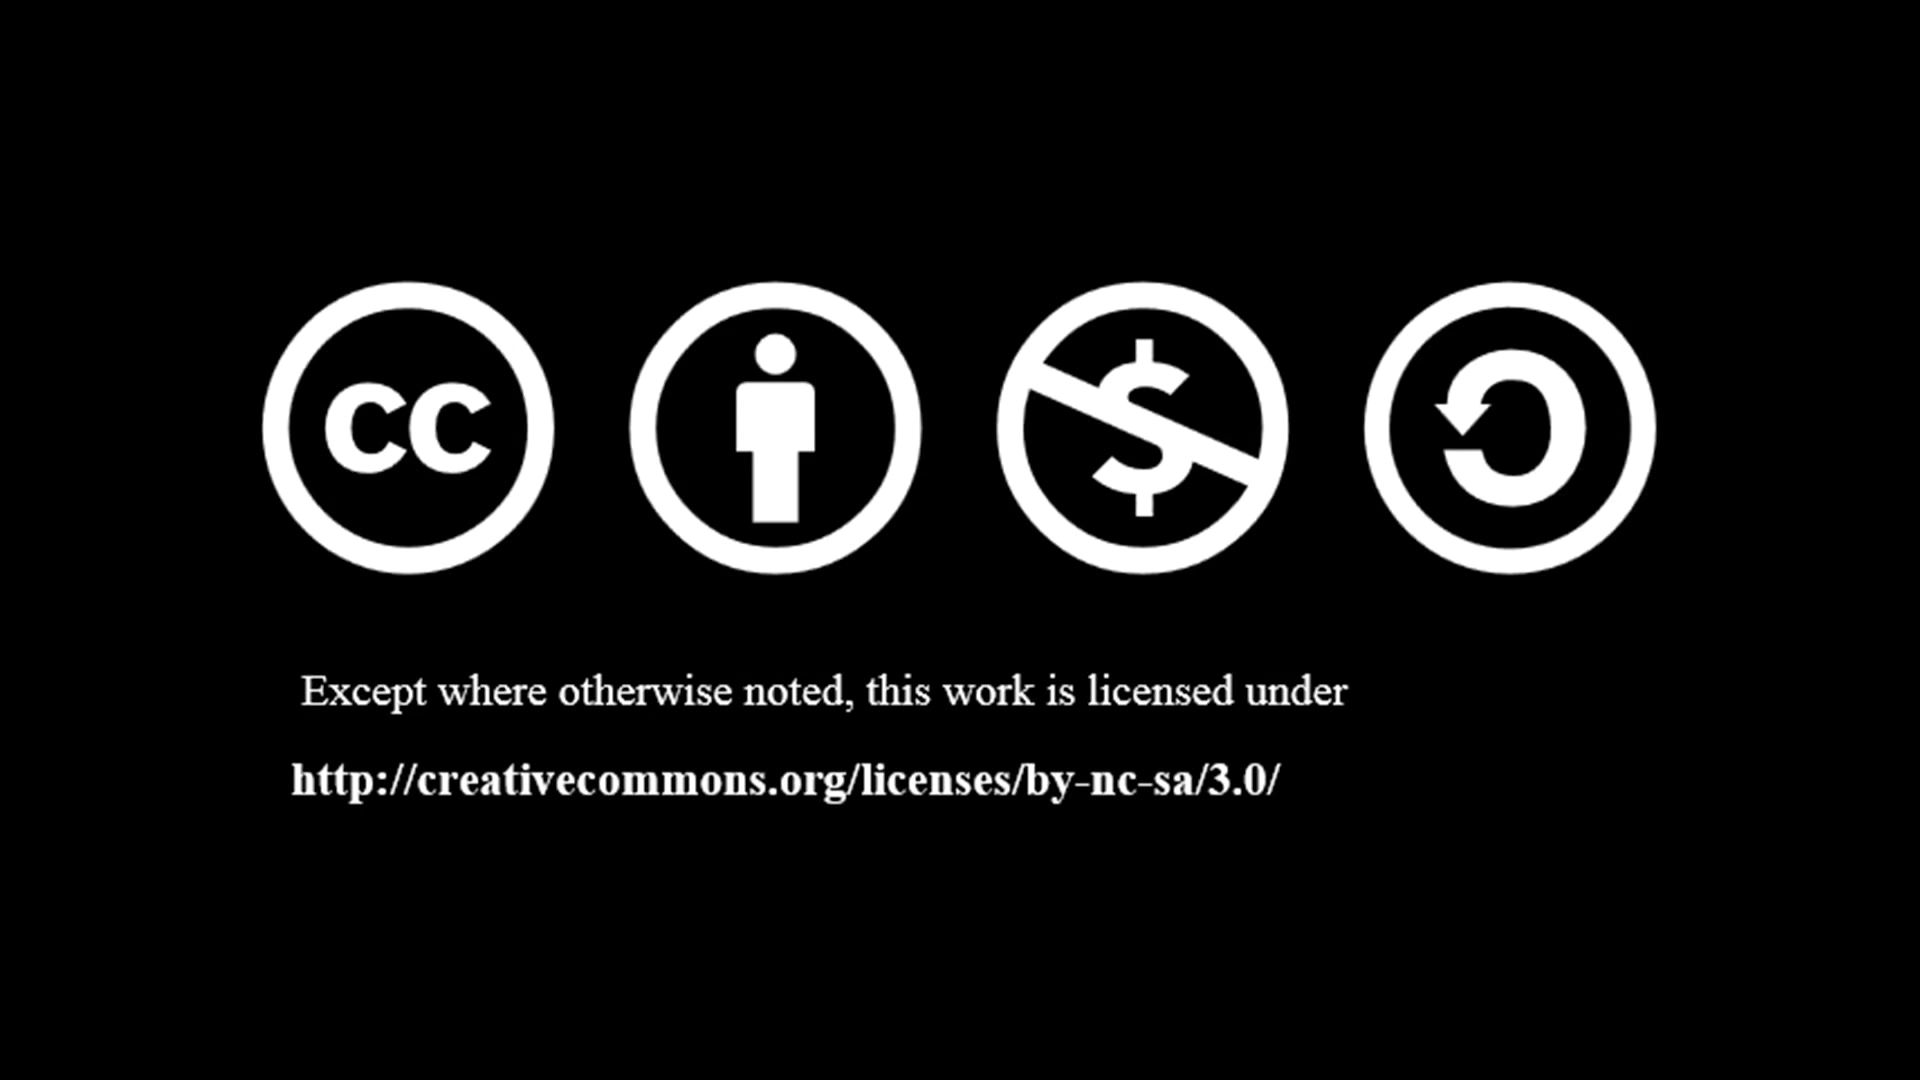 cc
$
Except where otherwise noted, this work is licensed under
http://creativecommons.org/licenses/by-nc-sa/3.0/